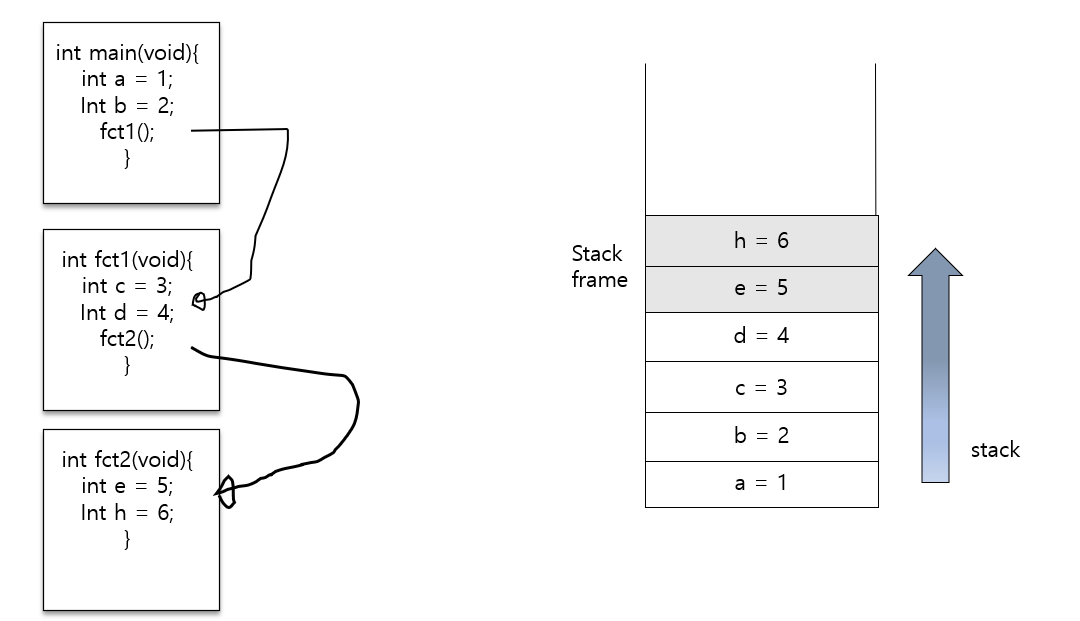 int main(void){
int a = 1;
Int b = 2;
fct1();
}
int fct1(void){
int c = 3;
Int d = 4;
fct2();
}
int fct2(void){
int e = 5;
Int h = 6;
}
Stack
frame
h = 6
e = 5
d = 4
c = 3
b = 2
a = 1
stack